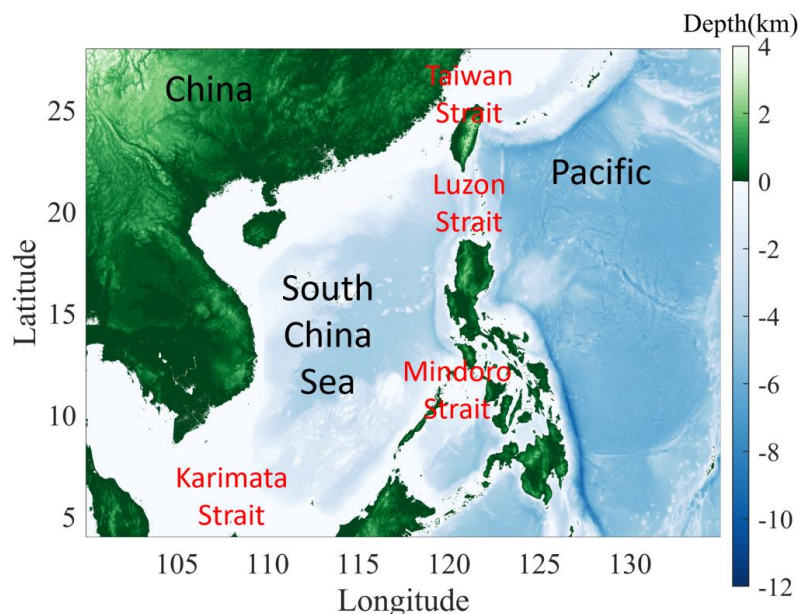 Depth(km)
China
Taiwan
Strait
Luzon
Strait
Pacific
South
China
Sea
Mindoro
Strait
Karimata
Strait
Latitude
25
20
15
10
5
105
110
115
120
125
130
Longitude
4
2
0
-2
-4
-6
-8
-10
-12